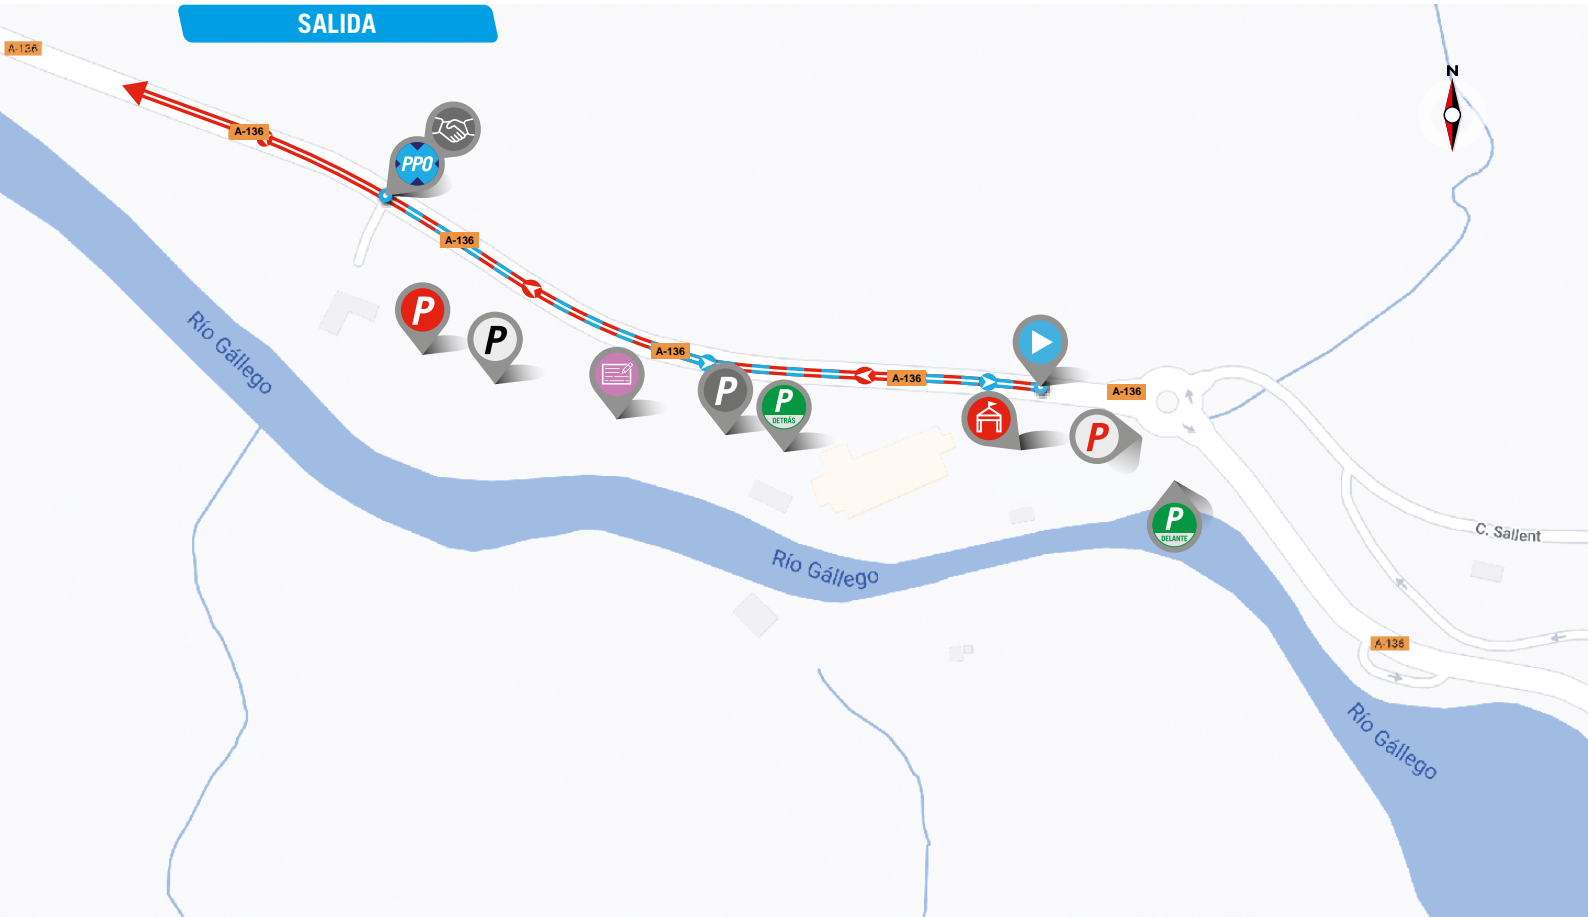 SALIDA
A-136
N
A-136
PPO
A-136
P
P
A-136
P
P
DETRÁS
A-136
A-136
P
Río Gállego
P
DELANTE
C. Sallent
Río Gállego
A-136
Río Gállego